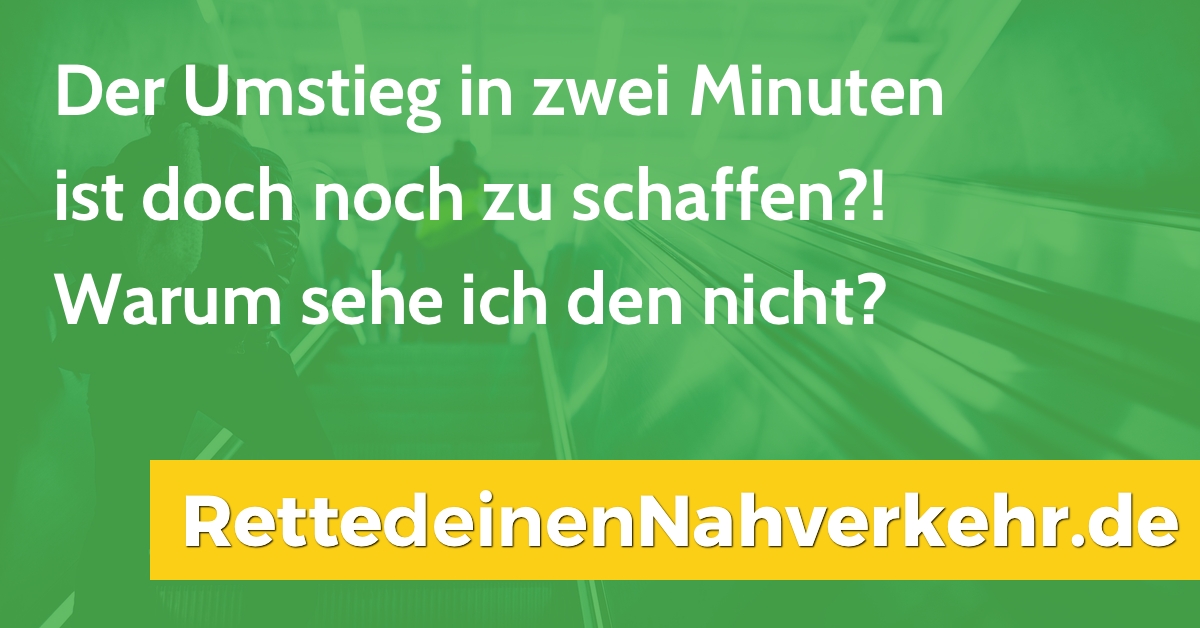 Der Umstieg in zwei Minuten
ist doch noch zu schaffen?!
Warum sehe ich den nicht?
RettedeinenNahverkehr.de